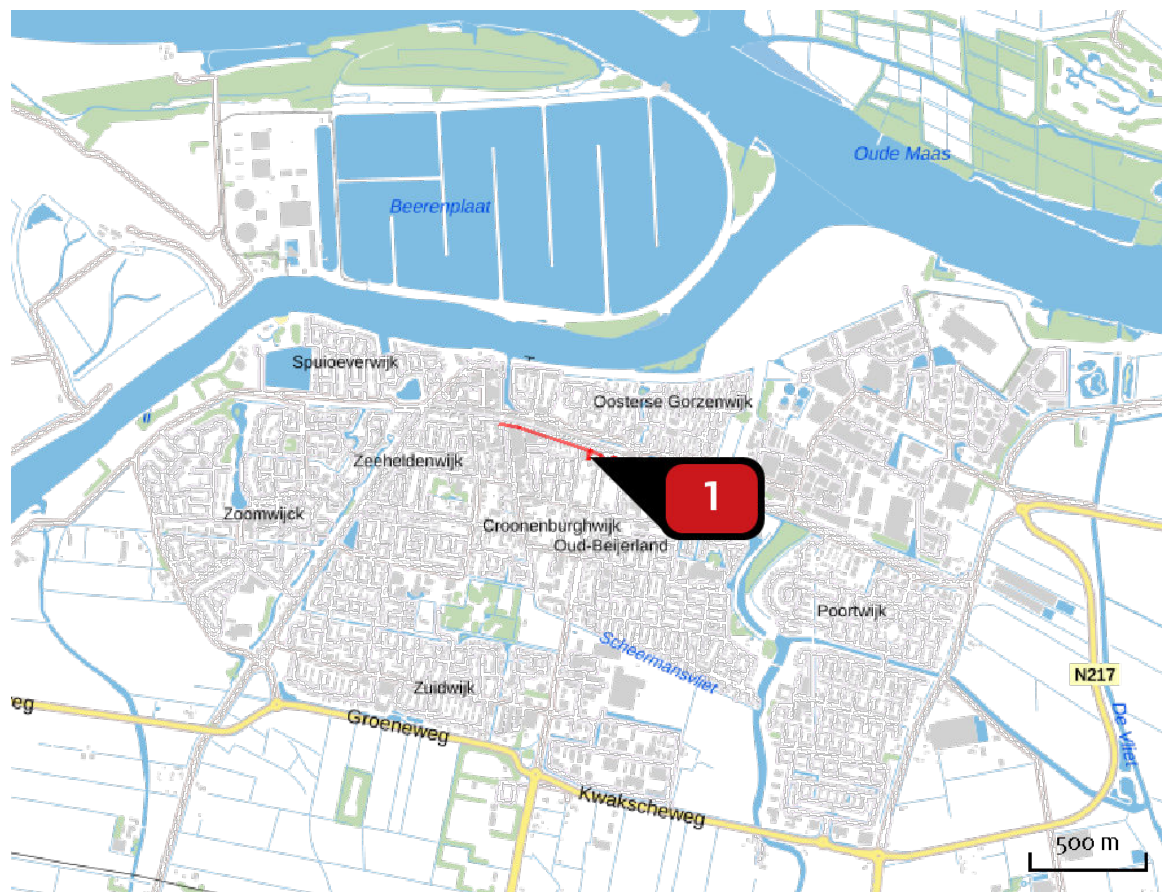 Oude Maas
Beerenplaat
Spuioeverwijk
Oosterse Gorzenwijk
Zeeheldenwijk
1
Zoomwijck
Croonenburghwijk
Oud-Beijerland
Poortwijk
Scheermansvliet
N217
Zuidwijk
eg
Groeneweg
De Vliet
Kwakscheweg
500 m